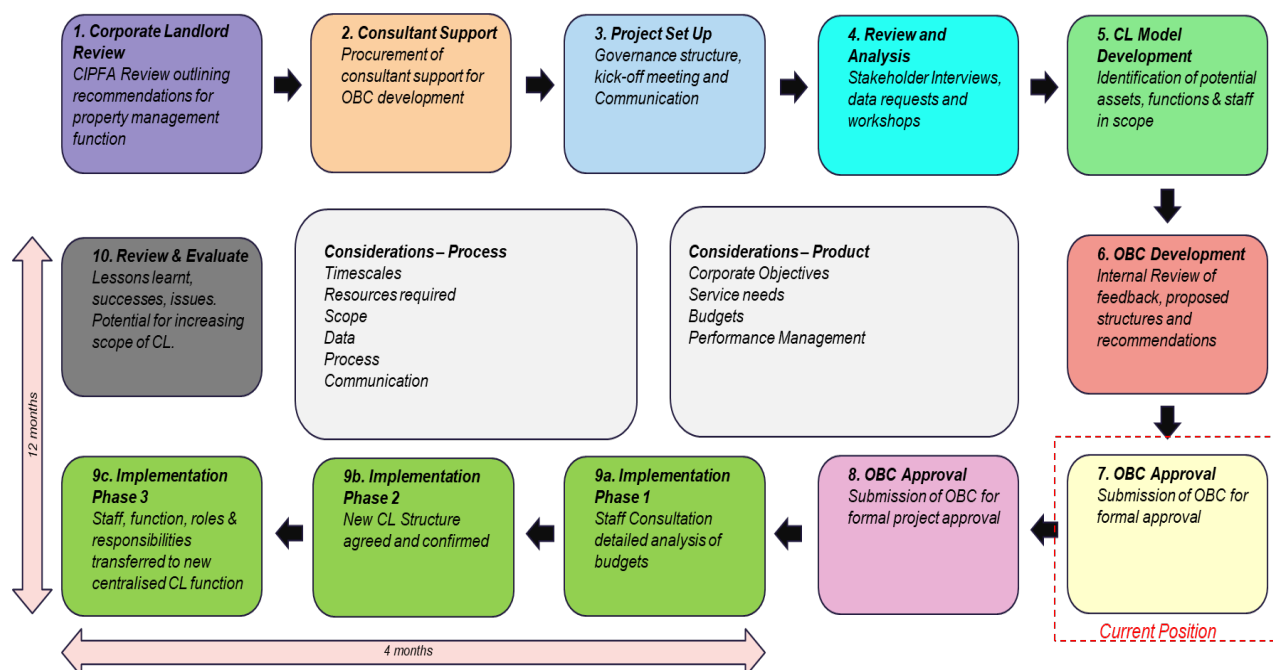 1. Corporate Landlord
Review
CIPFA Review outlining
recommendations for
property management
function
2. Consultant Support
Procurement of
consultant support for
OBC development
3. Project Set Up
Governance structure,
kick-off meeting and
Communication
4. Review and
Analysis
Stakeholder Interviews,
data requests and
workshops
5. CL Model
Development
Identification of potential
assets, functions & staff
in scope
10. Review & Evaluate
Lessons learnt,
successes, issues.
Potential for increasing
scope of CL.
Considerations – Process
Timescales
Resources required
Scope
Data
Process
Communication
Considerations – Product
Corporate Objectives
Service needs
Budgets
Performance Management
6. OBC Development
Internal Review of
feedback, proposed
structures and
recommendations
12 months
9c. Implementation
Phase 3
Staff, function, roles &
responsibilities
transferred to new
centralised CL function
9b. Implementation
Phase 2
New CL Structure
agreed and confirmed
9a. Implementation
Phase 1
Staff Consultation
detailed analysis of
budgets
8. OBC Approval
Submission of OBC for
formal project approval
7. OBC Approval
Submission of OBC for
formal approval
Current Position
4 months